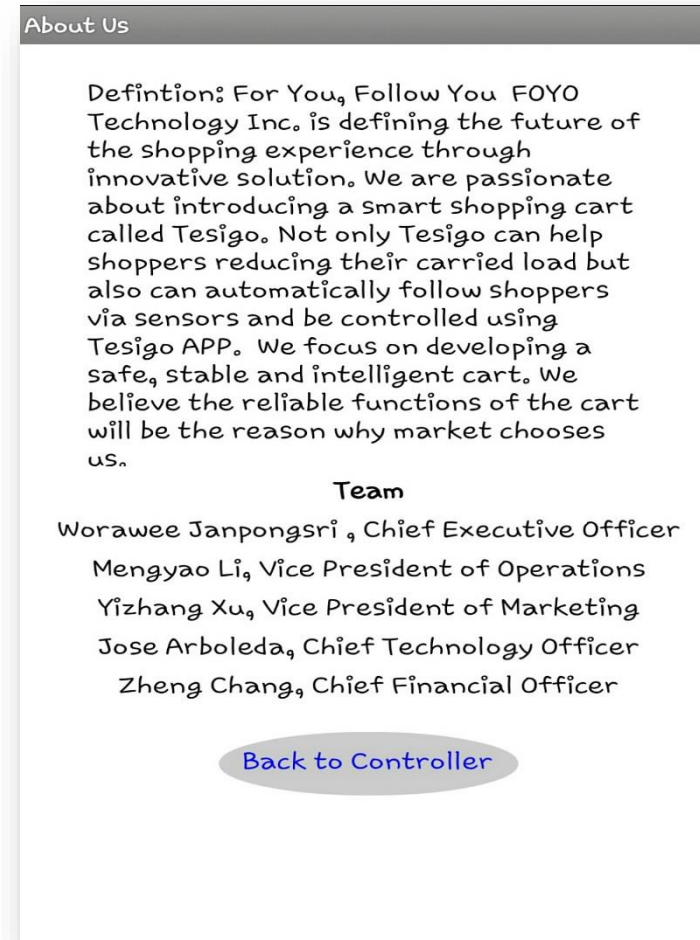 About Us
Defintion: For You, Follow You  FOYO
Technology Inc. is defining the future of
the shopping experience through
innovative solution. We are passionate
about introducing a smart shopping cart
called Tesigo. Not only Tesigo can help
shoppers reducing their carried load but
also can automatically follow shoppers
via sensors and be controlled using
Tesigo APP.  We focus on developing a
safe, stable and intelligent cart. We
believe the reliable functions of the cart
will be the reason why market chooses
us.
Team
Worawee Janpongsri , Chief Executive Officer
Mengyao Li, Vice President of Operations
Yizhang Xu, Vice President of Marketing
Jose Arboleda, Chief Technology Officer
Zheng Chang, Chief Financial Officer
Back to Controller